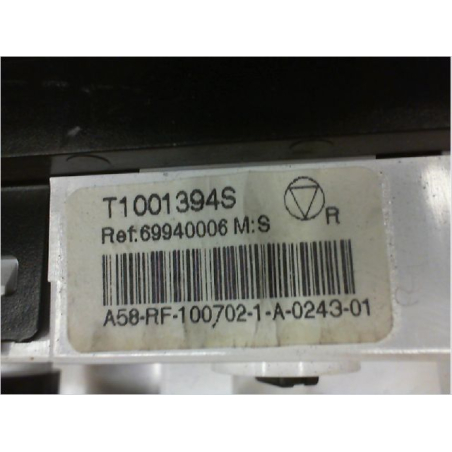 T1001394S
R
Ref:69940006 M:S
A58-RF-100702-1-A-0243-01